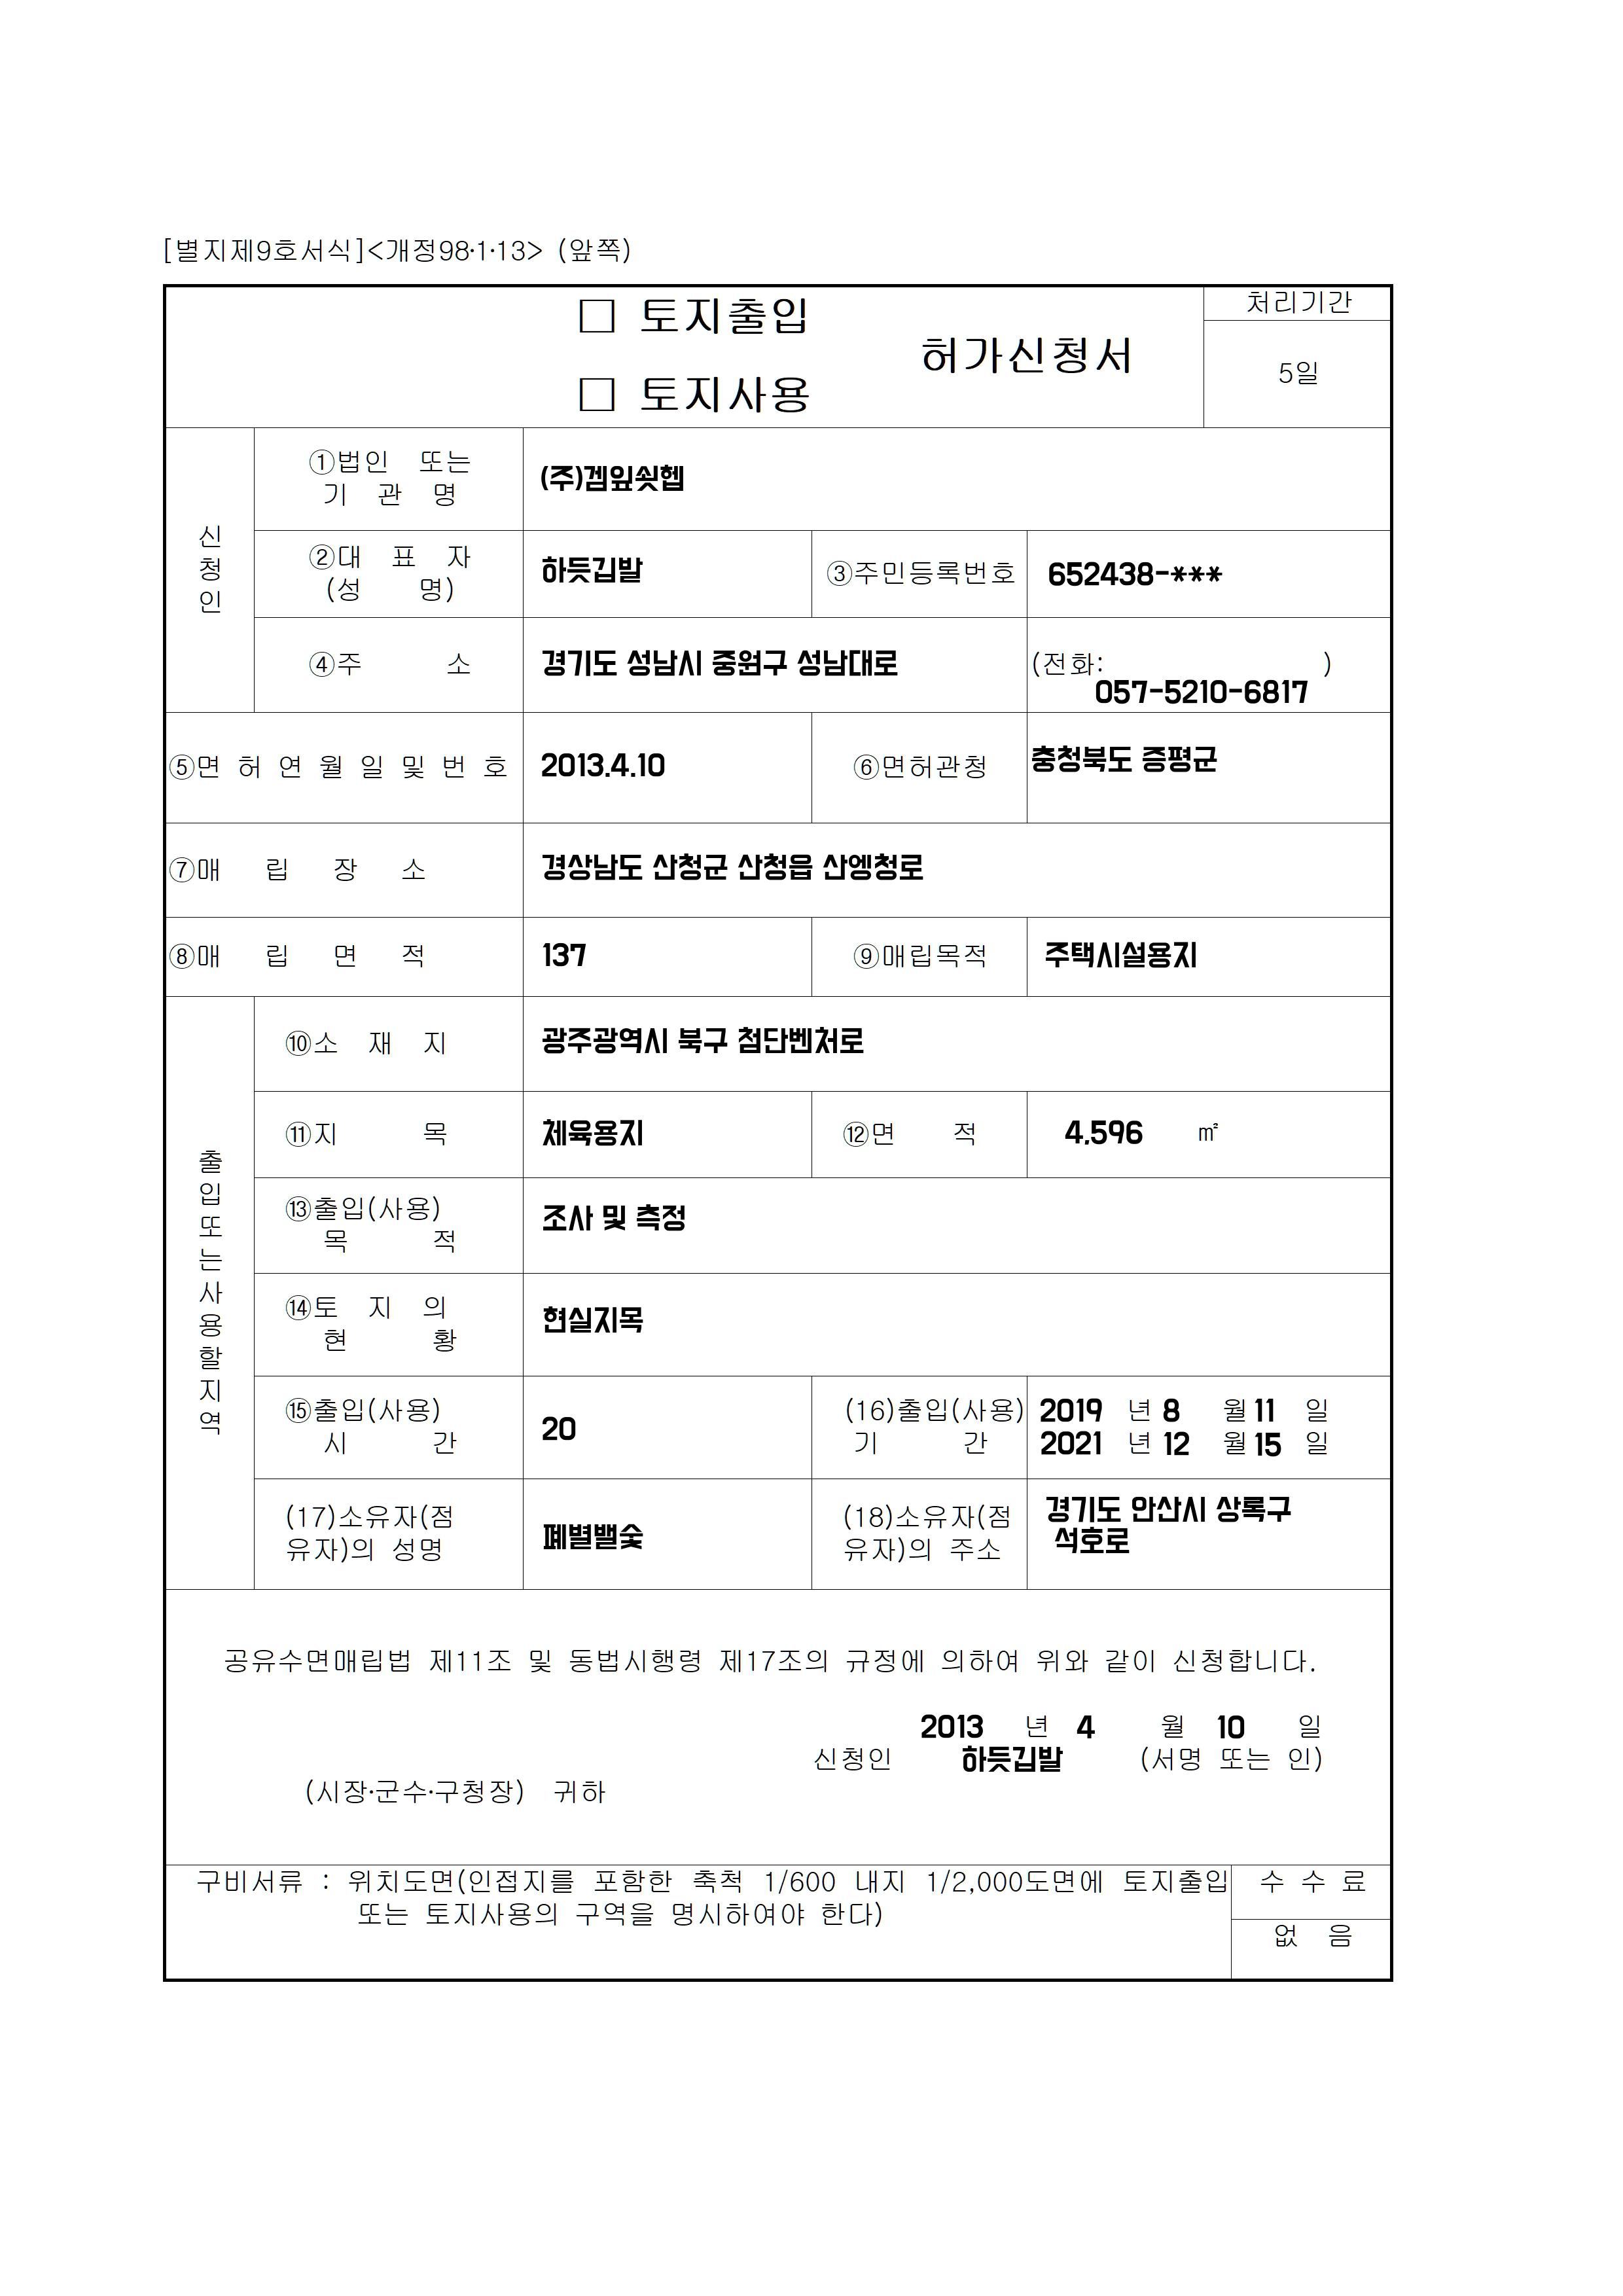 [별지제9호서식]<개정98·1·13> (앞쪽)
□ 토지출입
□ 토지사용
허가신청서
처리기간
5일
신청인
①법인 또는 기 관 명
(주)겜잎쉿헵
②대 표 자 (성 명)
하듯깁발
③주민등록번호
652438-***
④주 소
경기도 성남시 중원구 성남대로
(전화: )
057-5210-6817
⑤면 허 연 월 일 및 번 호
2013.4.10
⑥면허관청
충청북도 증평군
⑦매 립 장 소
경상남도 산청군 산청읍 산엥청로
⑧매 립 면 적
137
⑨매립목적
주택시설용지
출입또는사용할지역
⑩소 재 지
광주광역시 북구 첨단벤처로
⑪지 목
체육용지
⑫면 적
4,596 ㎡
⑬출입(사용) 목 적
조사 및 측정
⑭토 지 의 현 황
현실지목
⑮출입(사용) 시 간
20
(16)출입(사용) 기 간
2019 년 8 월 11 일
2021 년 12 월 15 일
(17)소유자(점
유자)의 성명
폐별밸숯
(18)소유자(점
유자)의 주소
경기도 안산시 상록구
석호로
공유수면매립법 제11조 및 동법시행령 제17조의 규정에 의하여 위와 같이 신청합니다.
2013 년 4 월 10 일
신청인 하듯깁발 (서명 또는 인)
(시장·군수·구청장) 귀하
구비서류 : 위치도면(인접지를 포함한 축척 1/600 내지 1/2,000도면에 토지출입
또는 토지사용의 구역을 명시하여야 한다)
수 수 료
없 음